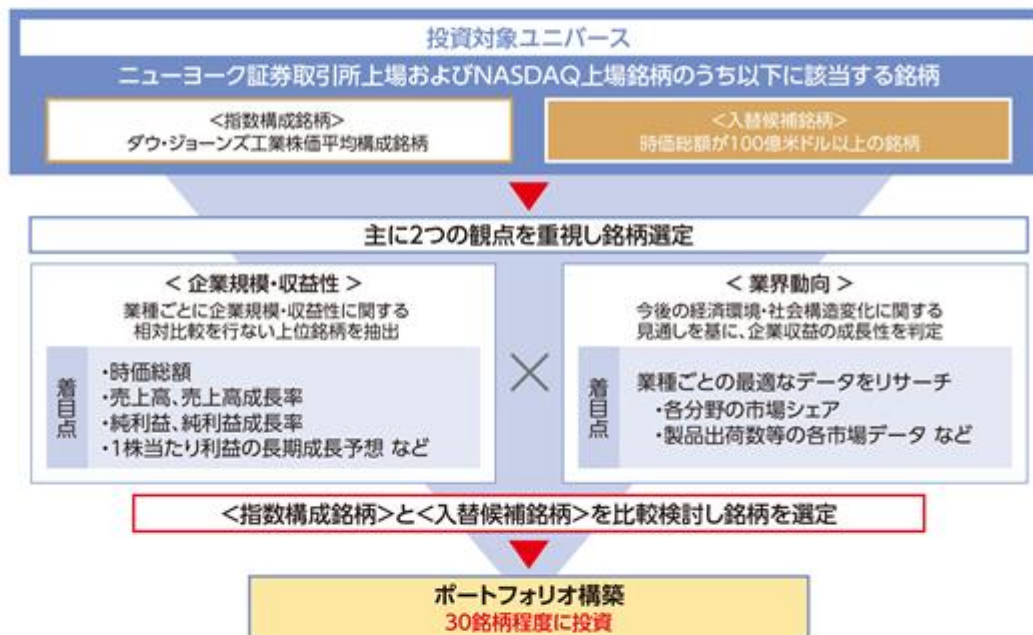 投資対象ユニバース
ニューヨーク証券取引所上場およびNASDAQ上場銘柄のうち以下に該当する銘柄
<指数構成銘柄>
ダウ・ジョーンズ工業株価平均構成銘柄
<入替候補銘柄>
時価総額が100億米ドル以上の銘柄
主に2つの観点を重視し銘柄選定
< 企業規模・収益性 >
業種ごとに企業規模・収益性に関する
相対比較を行ない上位銘柄を抽出
着目点
・時価総額
・売上高、売上高成長率
・純利益、純利益成長率
・1株当たり利益の長期成長予想 など
< 業界動向 >
今後の経済環境・社会構造変化に関する
見通しを基に、企業収益の成長性を判定
着目点
業種ごとの最適なデータをリサーチ
・各分野の市場シェア
・製品出荷数等の各市場データ など
<指数構成銘柄>と<入替候補銘柄>を比較検討し銘柄を選定
ポートフォリオ構築
30銘柄程度に投資